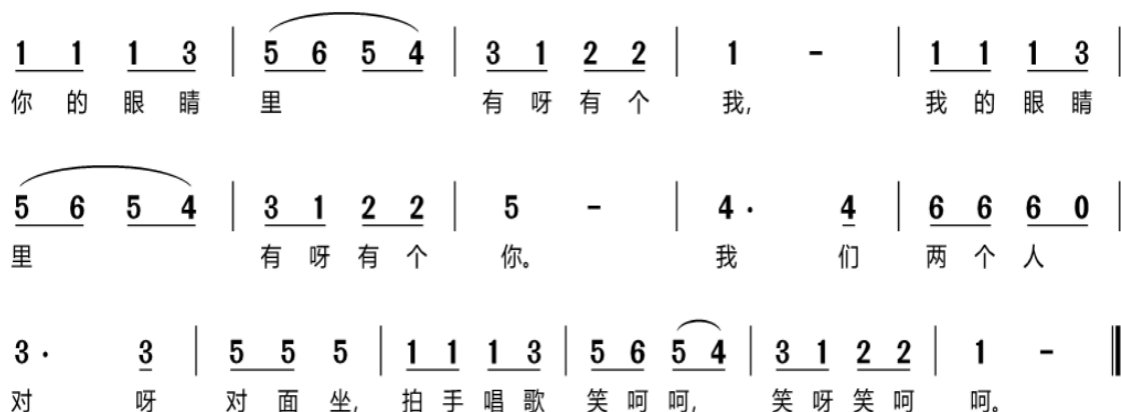 1 1 1 3 | 5 6 5 4 | 3 1 2 2 | 1 - | 1 1 1 3 |
你 的 眼 睛 里 有 呀 有 个 我, 我 的 眼 睛
5 6 5 4 | 3 1 2 2 | 5 - | 4· 4 | 6 6 6 0 |
里 有 呀 有 个 你。 我 们 两 个 人
3· 3 | 5 5 5 | 1 1 1 3 | 5 6 5 4 | 3 1 2 2 | 1 - ‖
对 呀 对 面 坐, 拍 手 唱 歌 笑 呵 呵, 笑 呀 笑 呵 呵。